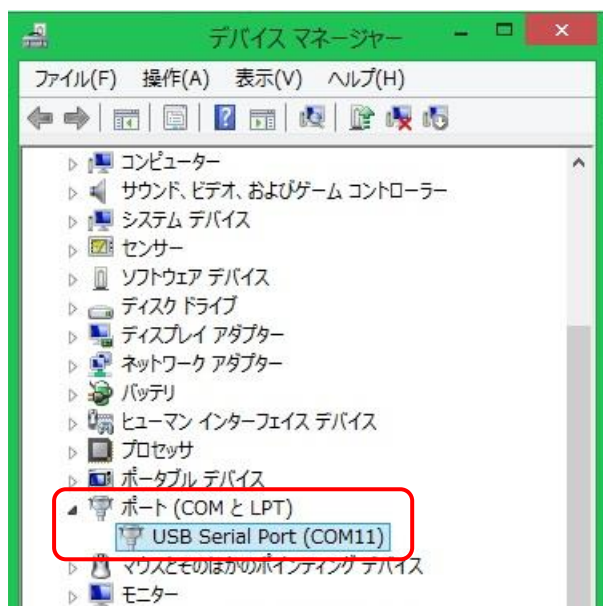 デバイス マネージャー
ファイル(F) 操作(A) 表示(V) ヘルプ(H)
コンピューター
サウンド、ビデオ、およびゲーム コントローラー
システム デバイス
センサー
ソフトウェア デバイス
ディスク ドライブ
ディスプレイ アダプター
ネットワーク アダプター
バッテリ
ヒューマン インターフェイス デバイス
プロセッサ
ポータブル デバイス
ポート (COM と LPT)
USB Serial Port (COM11)
マウスとそのほかのポインティング デバイス
モニター